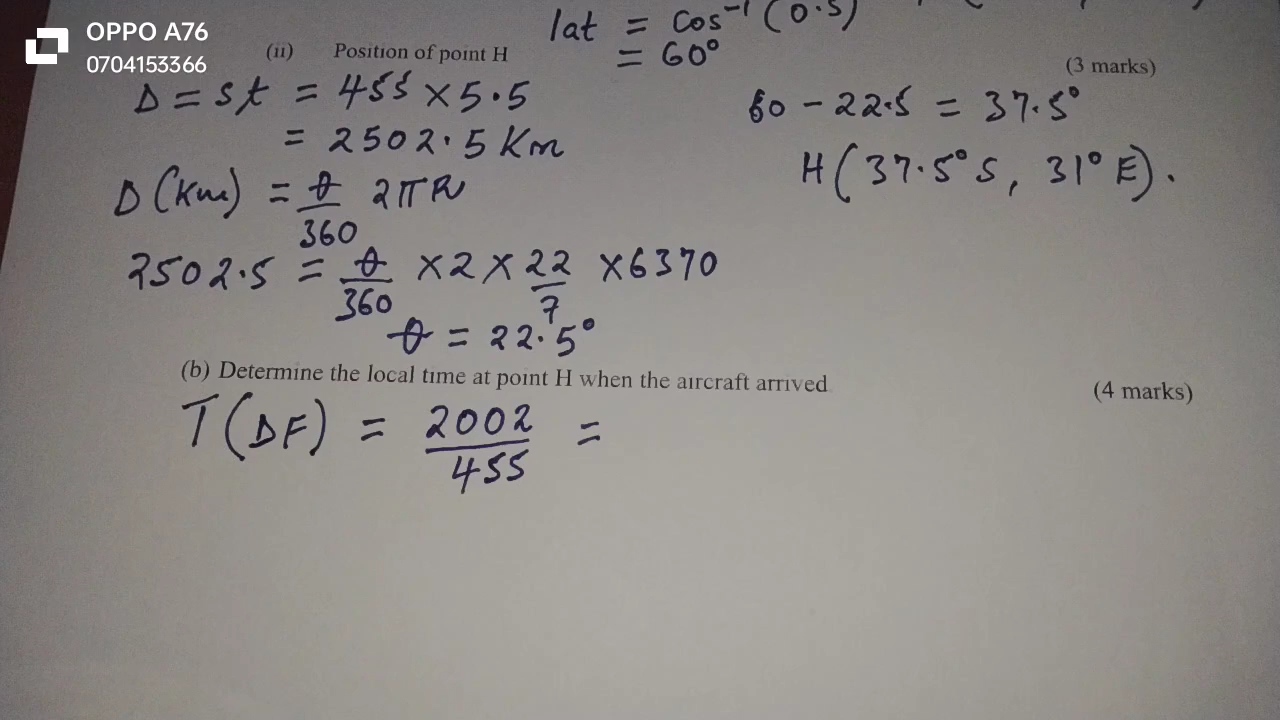 OPPO A76
0704153366
lat = cos⁻¹(0.5)
= 60°
(ii) Position of point H
(3 marks)
D = st = 455 × 5.5
= 2502.5 Km
D(Km) = θ/360 2πR
2502.5 = θ/360 × 2 × 22/7 × 6370
θ = 22.5°
60 - 22.5 = 37.5°
H(37.5°S, 31°E).
(b) Determine the local time at point H when the aircraft arrived
(4 marks)
T(DF) = 2002/455 =